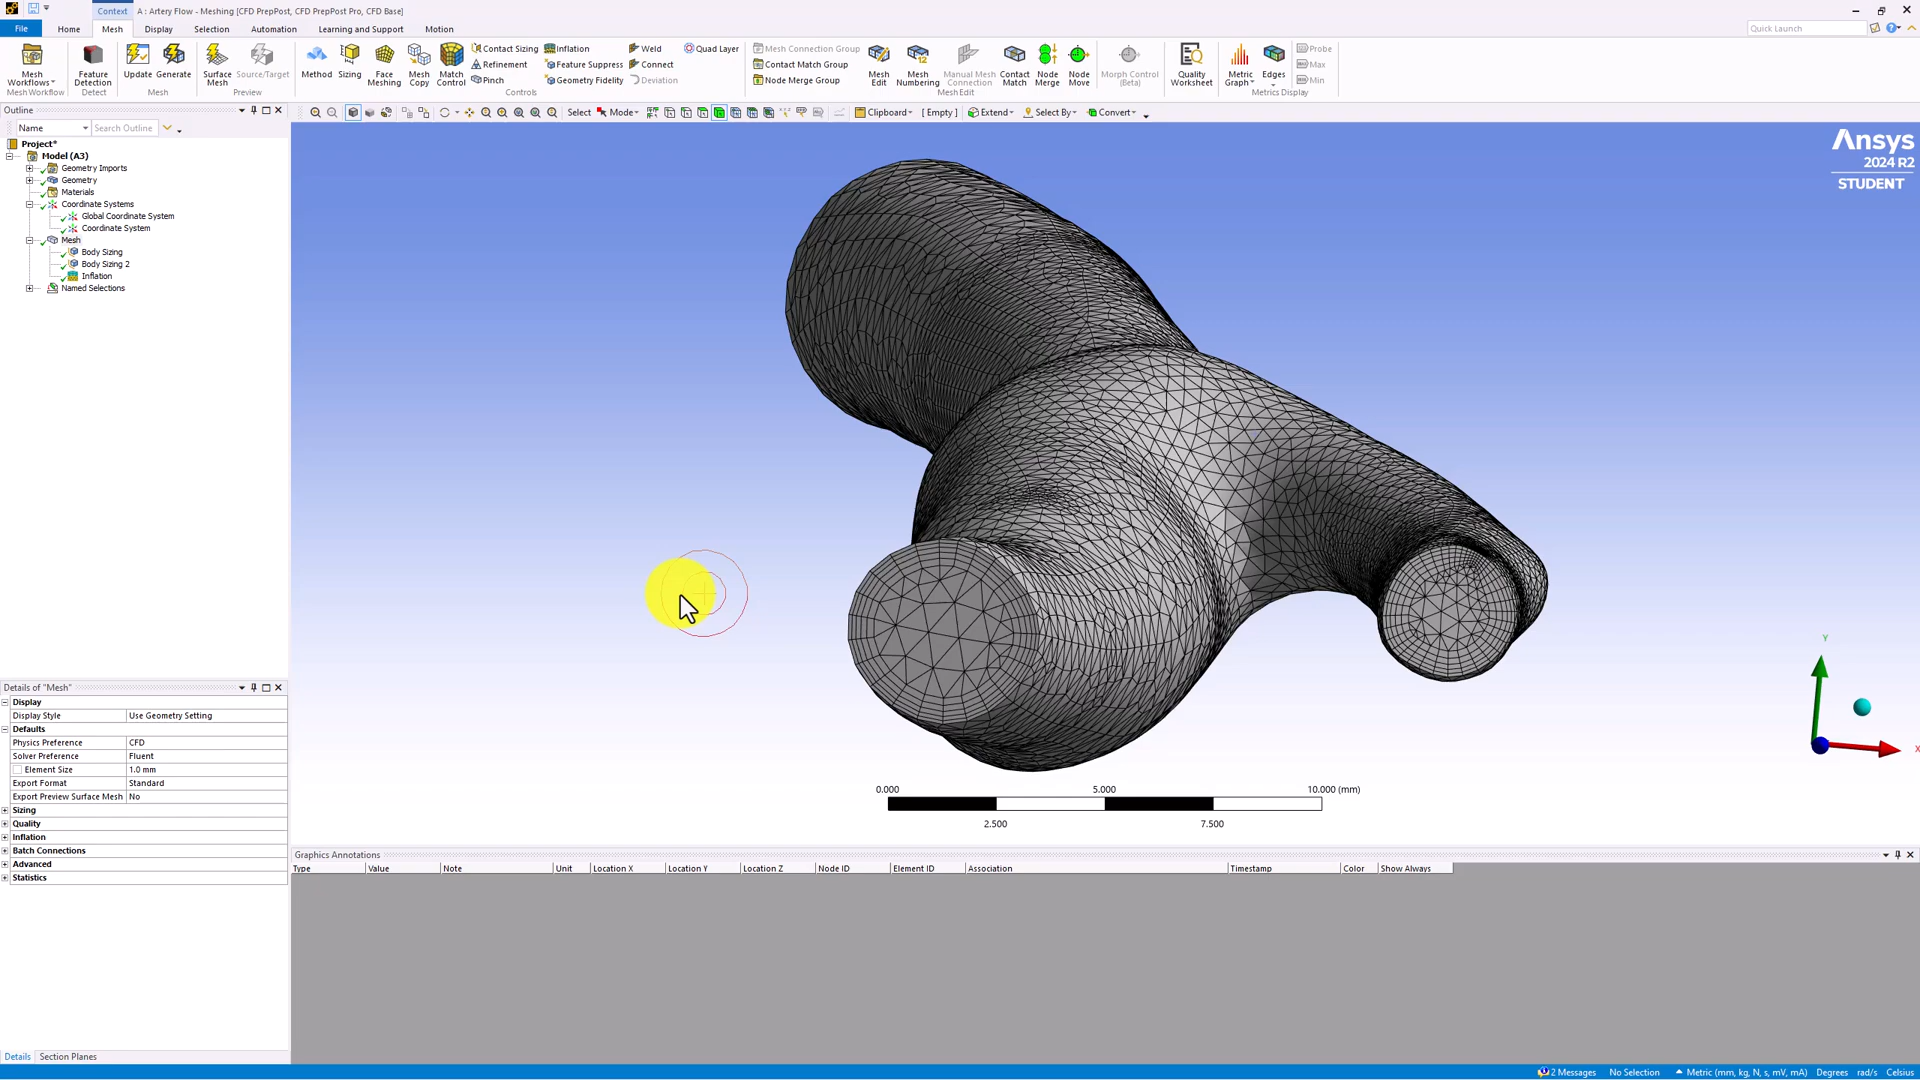 Context
A : Artery Flow - Meshing [CFD PrepPost, CFD PrepPost Pro, CFD Base]
File Home Mesh Display Selection Automation Learning and Support Motion
Quick Launch
Mesh Workflows
Mesh Workflow
Feature Detection
Detect
Update
Generate
Mesh
Surface Mesh
Source/Target
Preview
Method
Sizing
Face Meshing
Mesh Copy
Match Control
Contact Sizing
Refinement
Pinch
Inflation
Feature Suppress
Geometry Fidelity
Weld
Connect
Deviation
Quad Layer
Controls
Mesh Connection Group
Contact Match Group
Node Merge Group
Mesh Edit
Mesh Numbering
Manual Mesh Connection
Contact Match
Node Merge
Node Move
Mesh Edit
Morph Control (Beta)
Quality Worksheet
Metric Graph
Edges
Probe
Max
Min
Metrics Display
Outline
Name
Search Outline
Select Mode
Clipboard [ Empty ] Extend Select By Convert
Project*
Model (A3)
Geometry Imports
Geometry
Materials
Coordinate Systems
Global Coordinate System
Coordinate System
Mesh
Body Sizing
Body Sizing 2
Inflation
Named Selections
Ansys
2024 R2
STUDENT
Y
X
0.000 5.000 10.000 (mm)
2.500 7.500
Details of "Mesh"
Display
Display Style Use Geometry Setting
Defaults
Physics Preference CFD
Solver Preference Fluent
Element Size 1.0 mm
Export Format Standard
Export Preview Surface Mesh No
Sizing
Quality
Inflation
Batch Connections
Advanced
Statistics
Graphics Annotations
Type Value Note Unit Location X Location Y Location Z Node ID Element ID Association Timestamp Color Show Always
Details Section Planes
2 Messages No Selection Metric (mm, kg, N, s, mV, mA) Degrees rad/s Celsius